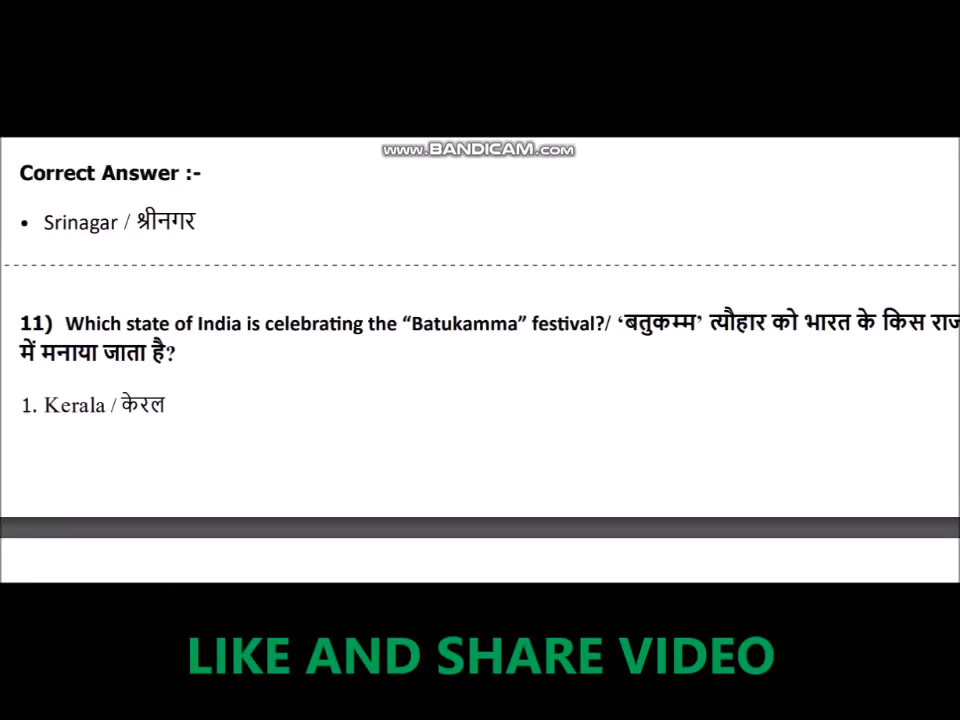 www.BANDICAM.com
Correct Answer :-
• Srinagar / श्रीनगर
11) Which state of India is celebrating the “Batukamma” festival?/ ‘बतुकम्म’ त्यौहार को भारत के किस
में मनाया जाता है?
1. Kerala / केरल
LIKE AND SHARE VIDEO